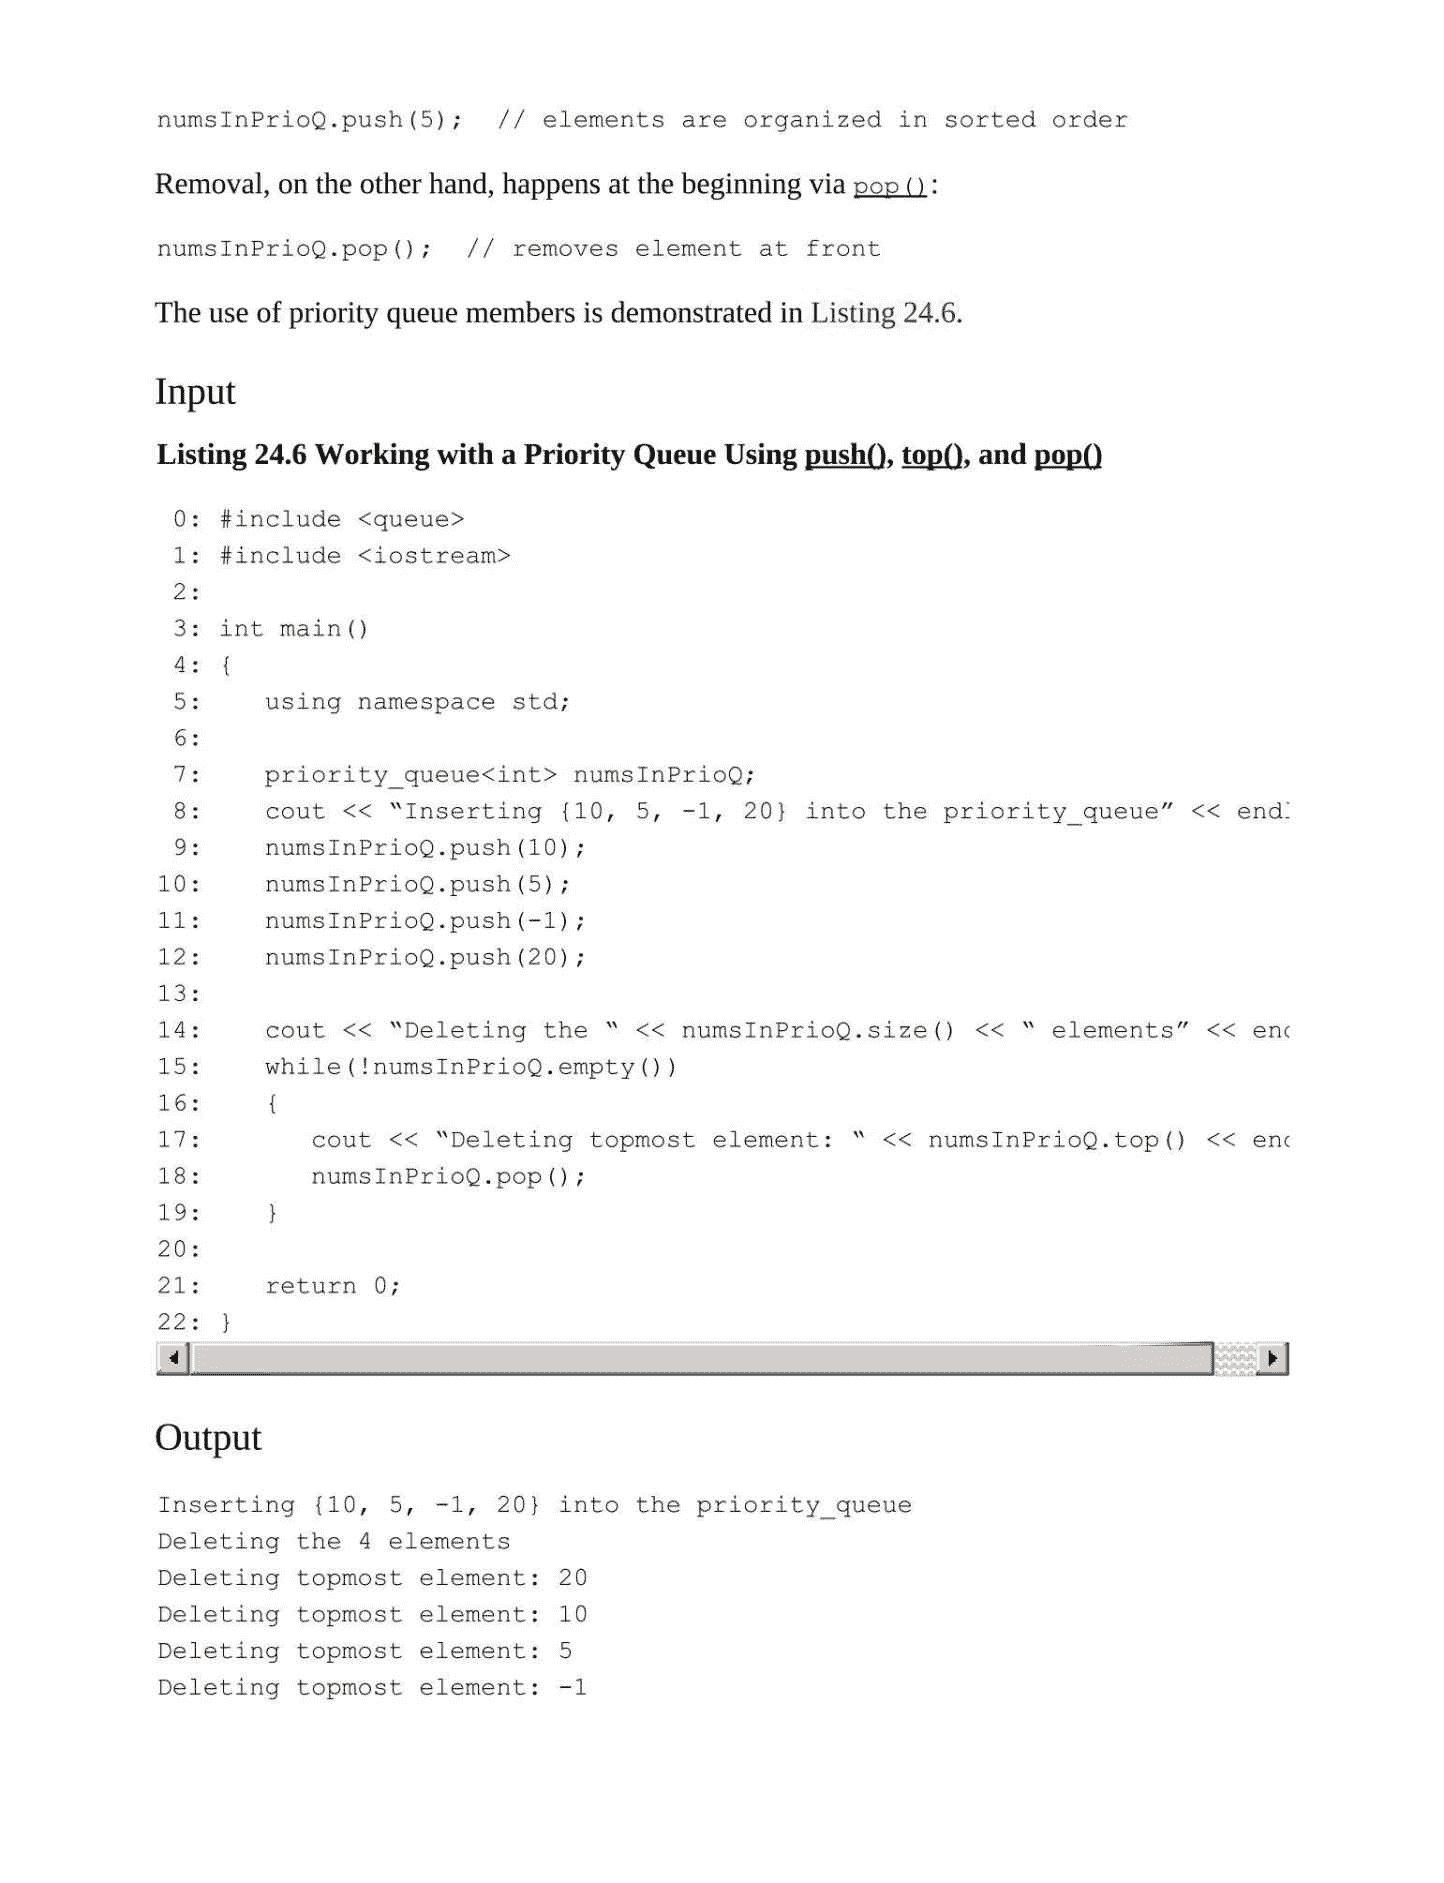 numsInPrioQ.push(5);  // elements are organized in sorted order
Removal, on the other hand, happens at the beginning via pop():
numsInPrioQ.pop();  // removes element at front
The use of priority queue members is demonstrated in Listing 24.6.
Input
Listing 24.6 Working with a Priority Queue Using push(), top(), and pop()
0: #include <queue>
1: #include <iostream>
2:
3: int main()
4: {
5:    using namespace std;
6:
7:    priority_queue<int> numsInPrioQ;
8:    cout << “Inserting {10, 5, -1, 20} into the priority_queue” << endl
9:    numsInPrioQ.push(10);
10:    numsInPrioQ.push(5);
11:    numsInPrioQ.push(-1);
12:    numsInPrioQ.push(20);
13:
14:    cout << “Deleting the “ << numsInPrioQ.size() << “ elements” << en
15:    while(!numsInPrioQ.empty())
16:    {
17:       cout << “Deleting topmost element: “ << numsInPrioQ.top() << en
18:       numsInPrioQ.pop();
19:    }
20:
21:    return 0;
22: }
Output
Inserting {10, 5, -1, 20} into the priority_queue
Deleting the 4 elements
Deleting topmost element: 20
Deleting topmost element: 10
Deleting topmost element: 5
Deleting topmost element: -1